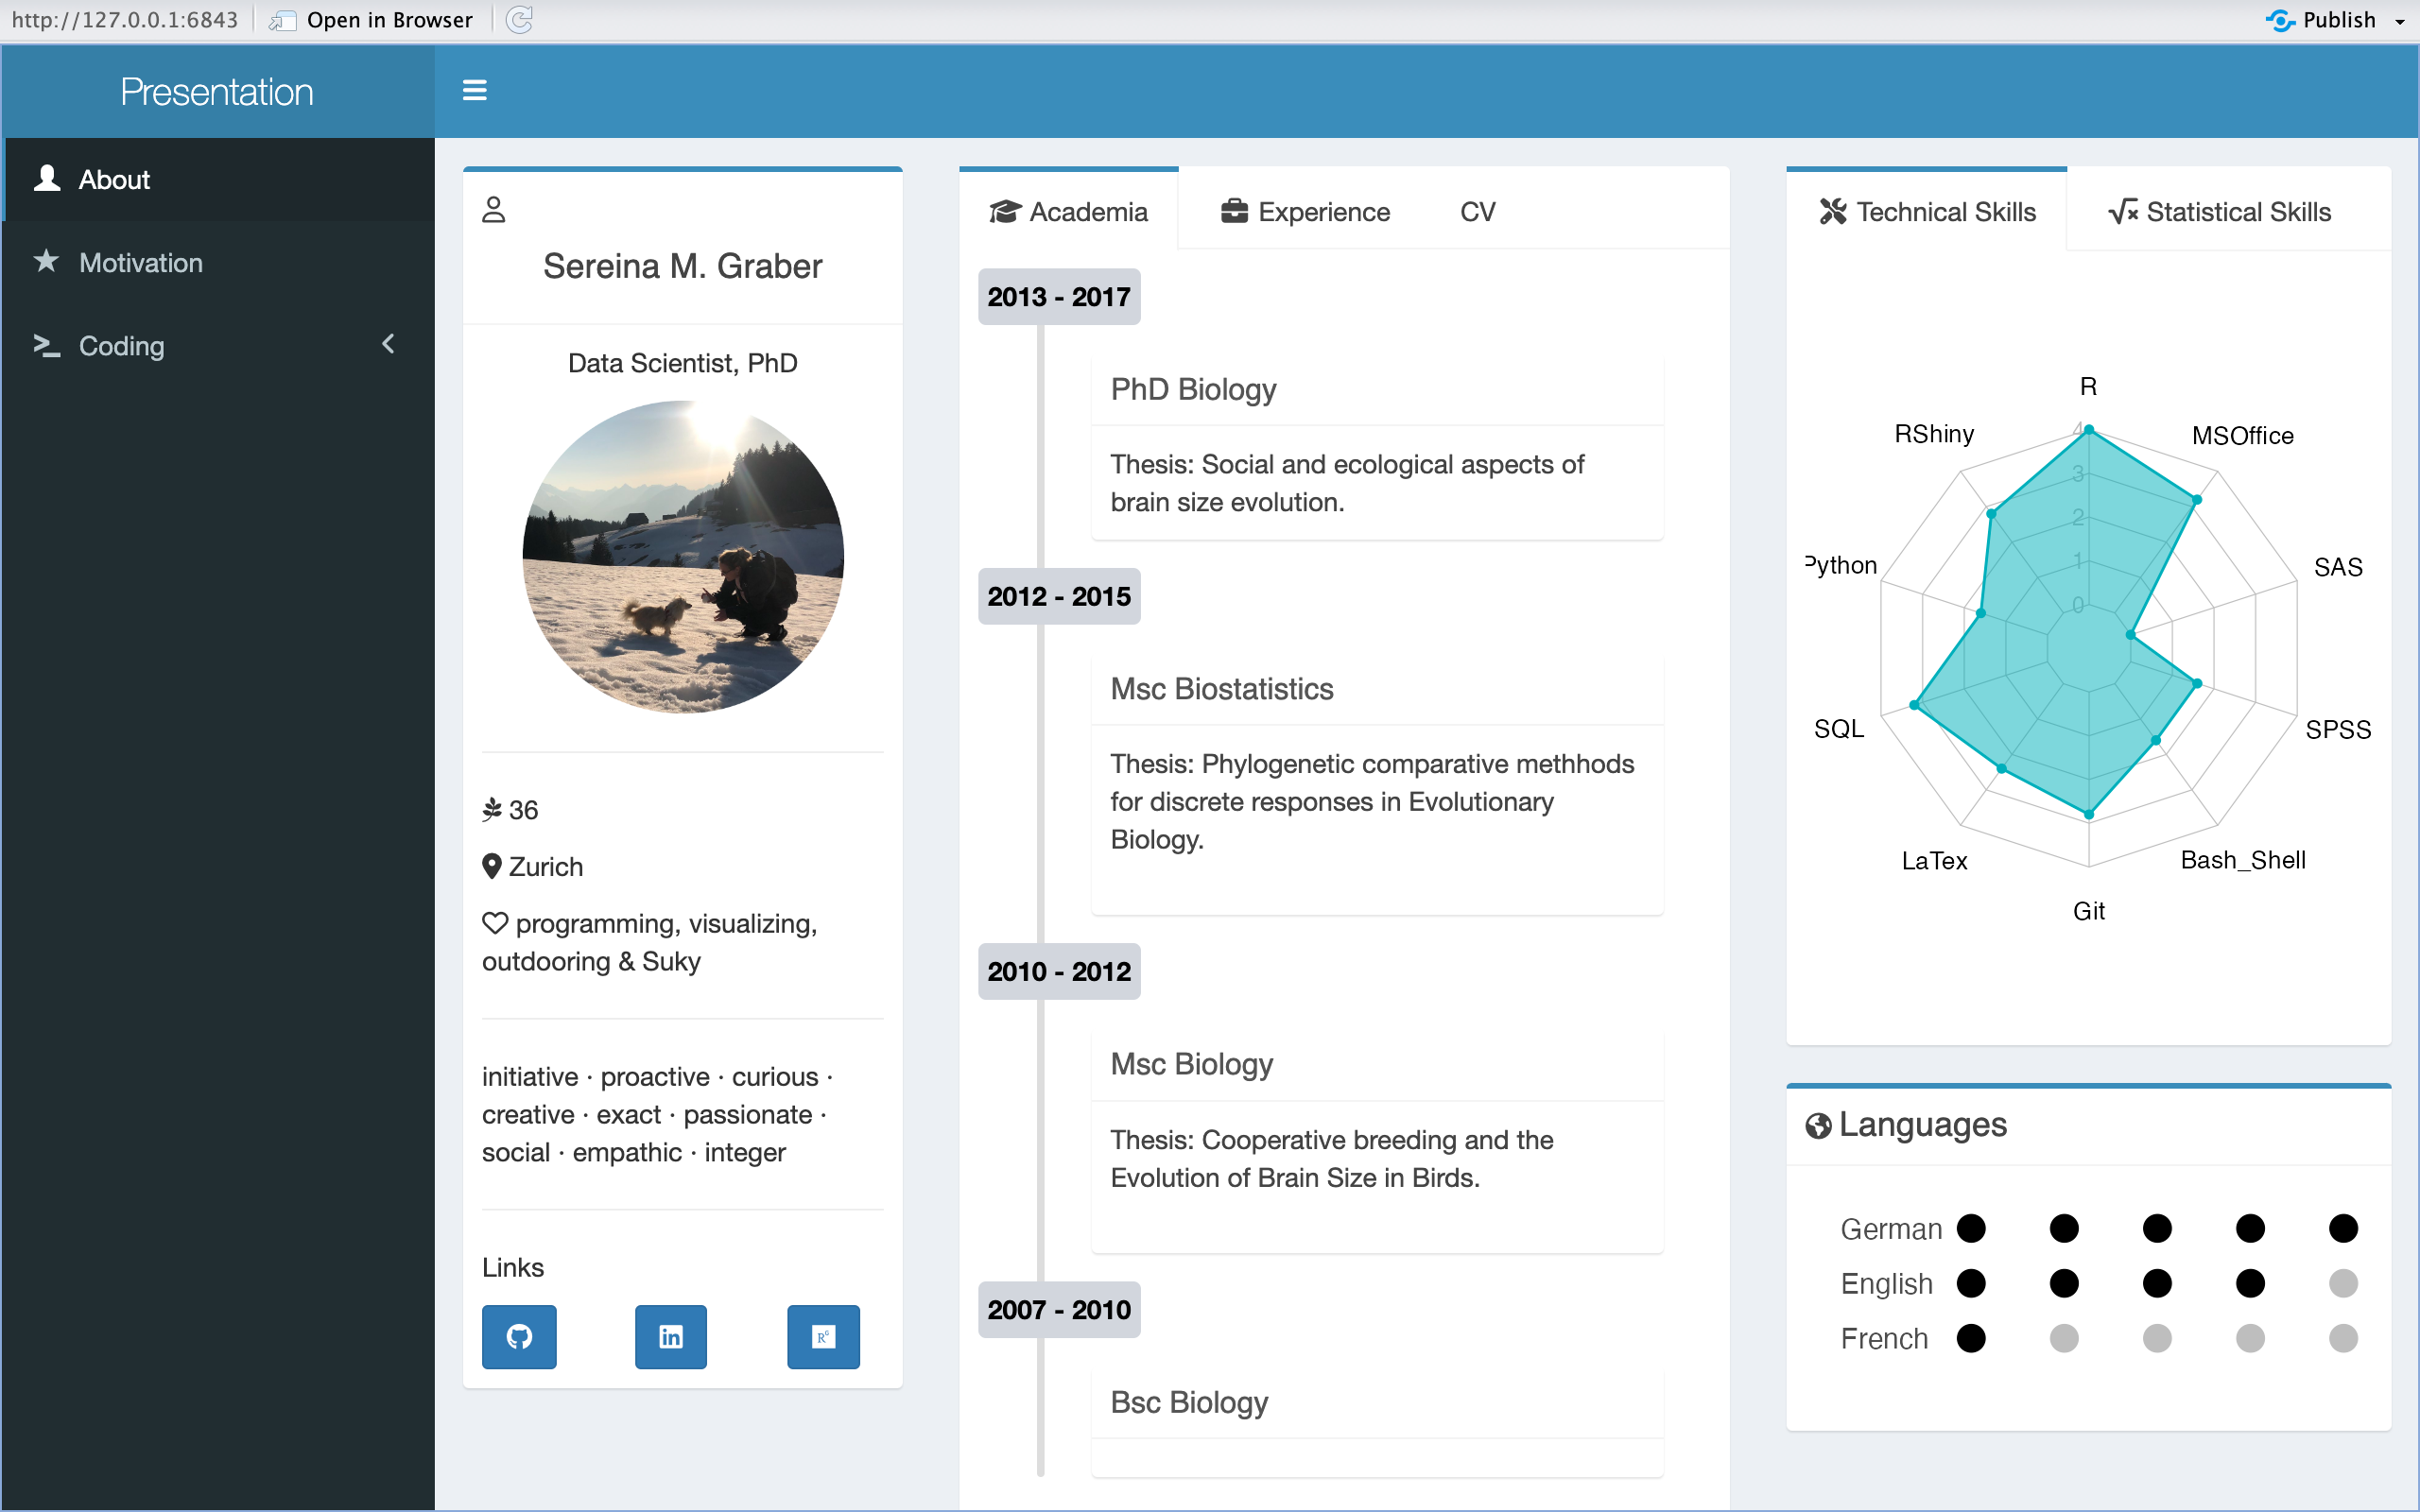 http://127.0.0.1:6843
Open in Browser
Publish
Presentation
About
Motivation
Coding
Sereina M. Graber
Data Scientist, PhD
36
Zurich
programming, visualizing,
outdooring & Suky
initiative · proactive · curious ·
creative · exact · passionate ·
social · empathic · integer
Links
R G
Academia
Experience
CV
2013 - 2017
PhD Biology
Thesis: Social and ecological aspects of
brain size evolution.
2012 - 2015
Msc Biostatistics
Thesis: Phylogenetic comparative methhods
for discrete responses in Evolutionary
Biology.
2010 - 2012
Msc Biology
Thesis: Cooperative breeding and the
Evolution of Brain Size in Birds.
2007 - 2010
Bsc Biology
Technical Skills
Statistical Skills
R
RShiny
MSOffice
4
3
2
1
0
Python
SAS
SQL
SPSS
LaTex
Bash_Shell
Git
Languages
German
English
French